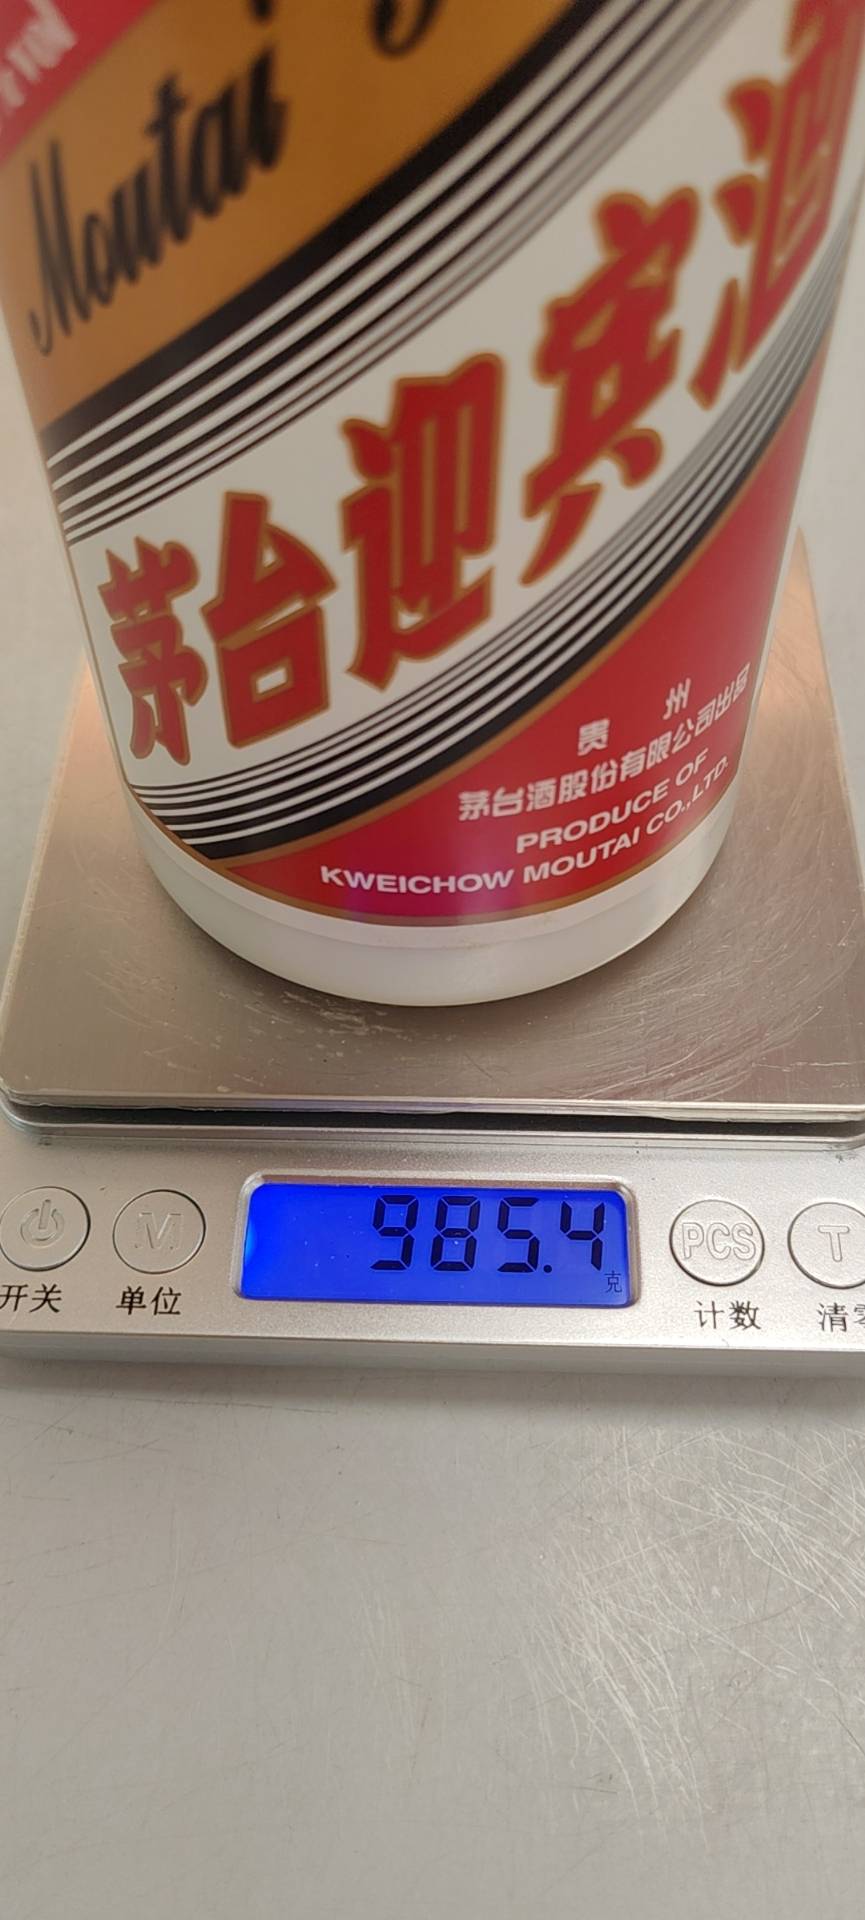 Moutai
茅台迎宾酒
贵州
茅台酒股份有限公司出品
PRODUCE OF
KWEICHOW MOUTAI CO.,LTD.
985.4
克
M
PCS
T
开关
单位
计数
清